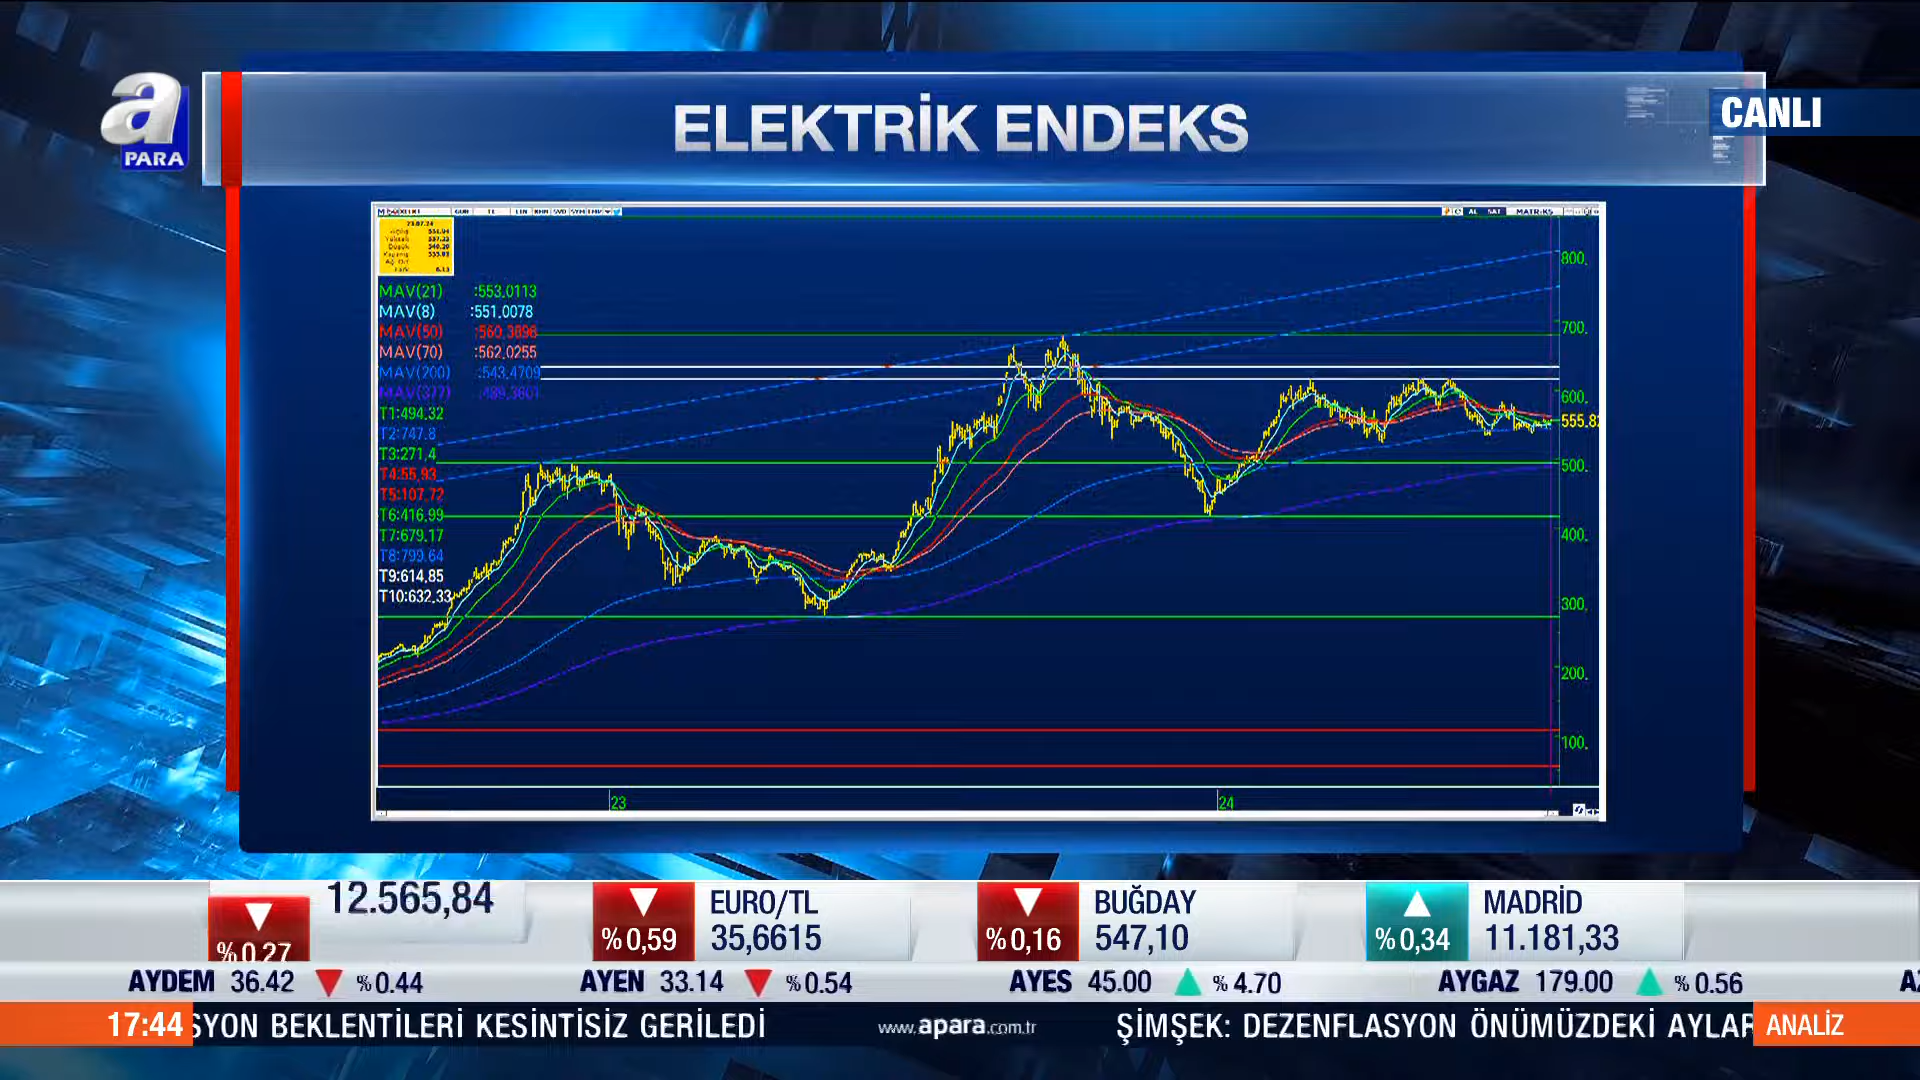 a
PARA
ELEKTRİK ENDEKS
CANLI
MATRIKS
MAV(21) :553.0113
MAV(8) :551.0078
MAV(50) :560.3898
MAV(70) :562.0255
MAV(200) :543.4709
MAV(377)
T1:494.32
T2:747.8
T3:271.4
T4:55.93
T5:107.72
T6:416.99
T7:679.17
T8:799.64
T9:614.85
T10:632.33
800.
700.
600.
555.82
500.
400.
300.
200.
100.
23
24
12.565,84
%0,27
EURO/TL
%0,59 35,6615
BUĞDAY
%0,16 547,10
MADRİD
%0,34 11.181,33
AYDEM 36.42 %0.44
AYEN 33.14 %0.54
AYES 45.00 %4.70
AYGAZ 179.00 %0.56
AZ
17:44 SYON BEKLENTİLERİ KESİNTİSİZ GERİLEDİ www.apara.com.tr ŞİMŞEK: DEZENFLASYON ÖNÜMÜZDEKİ AYLAR ANALİZ